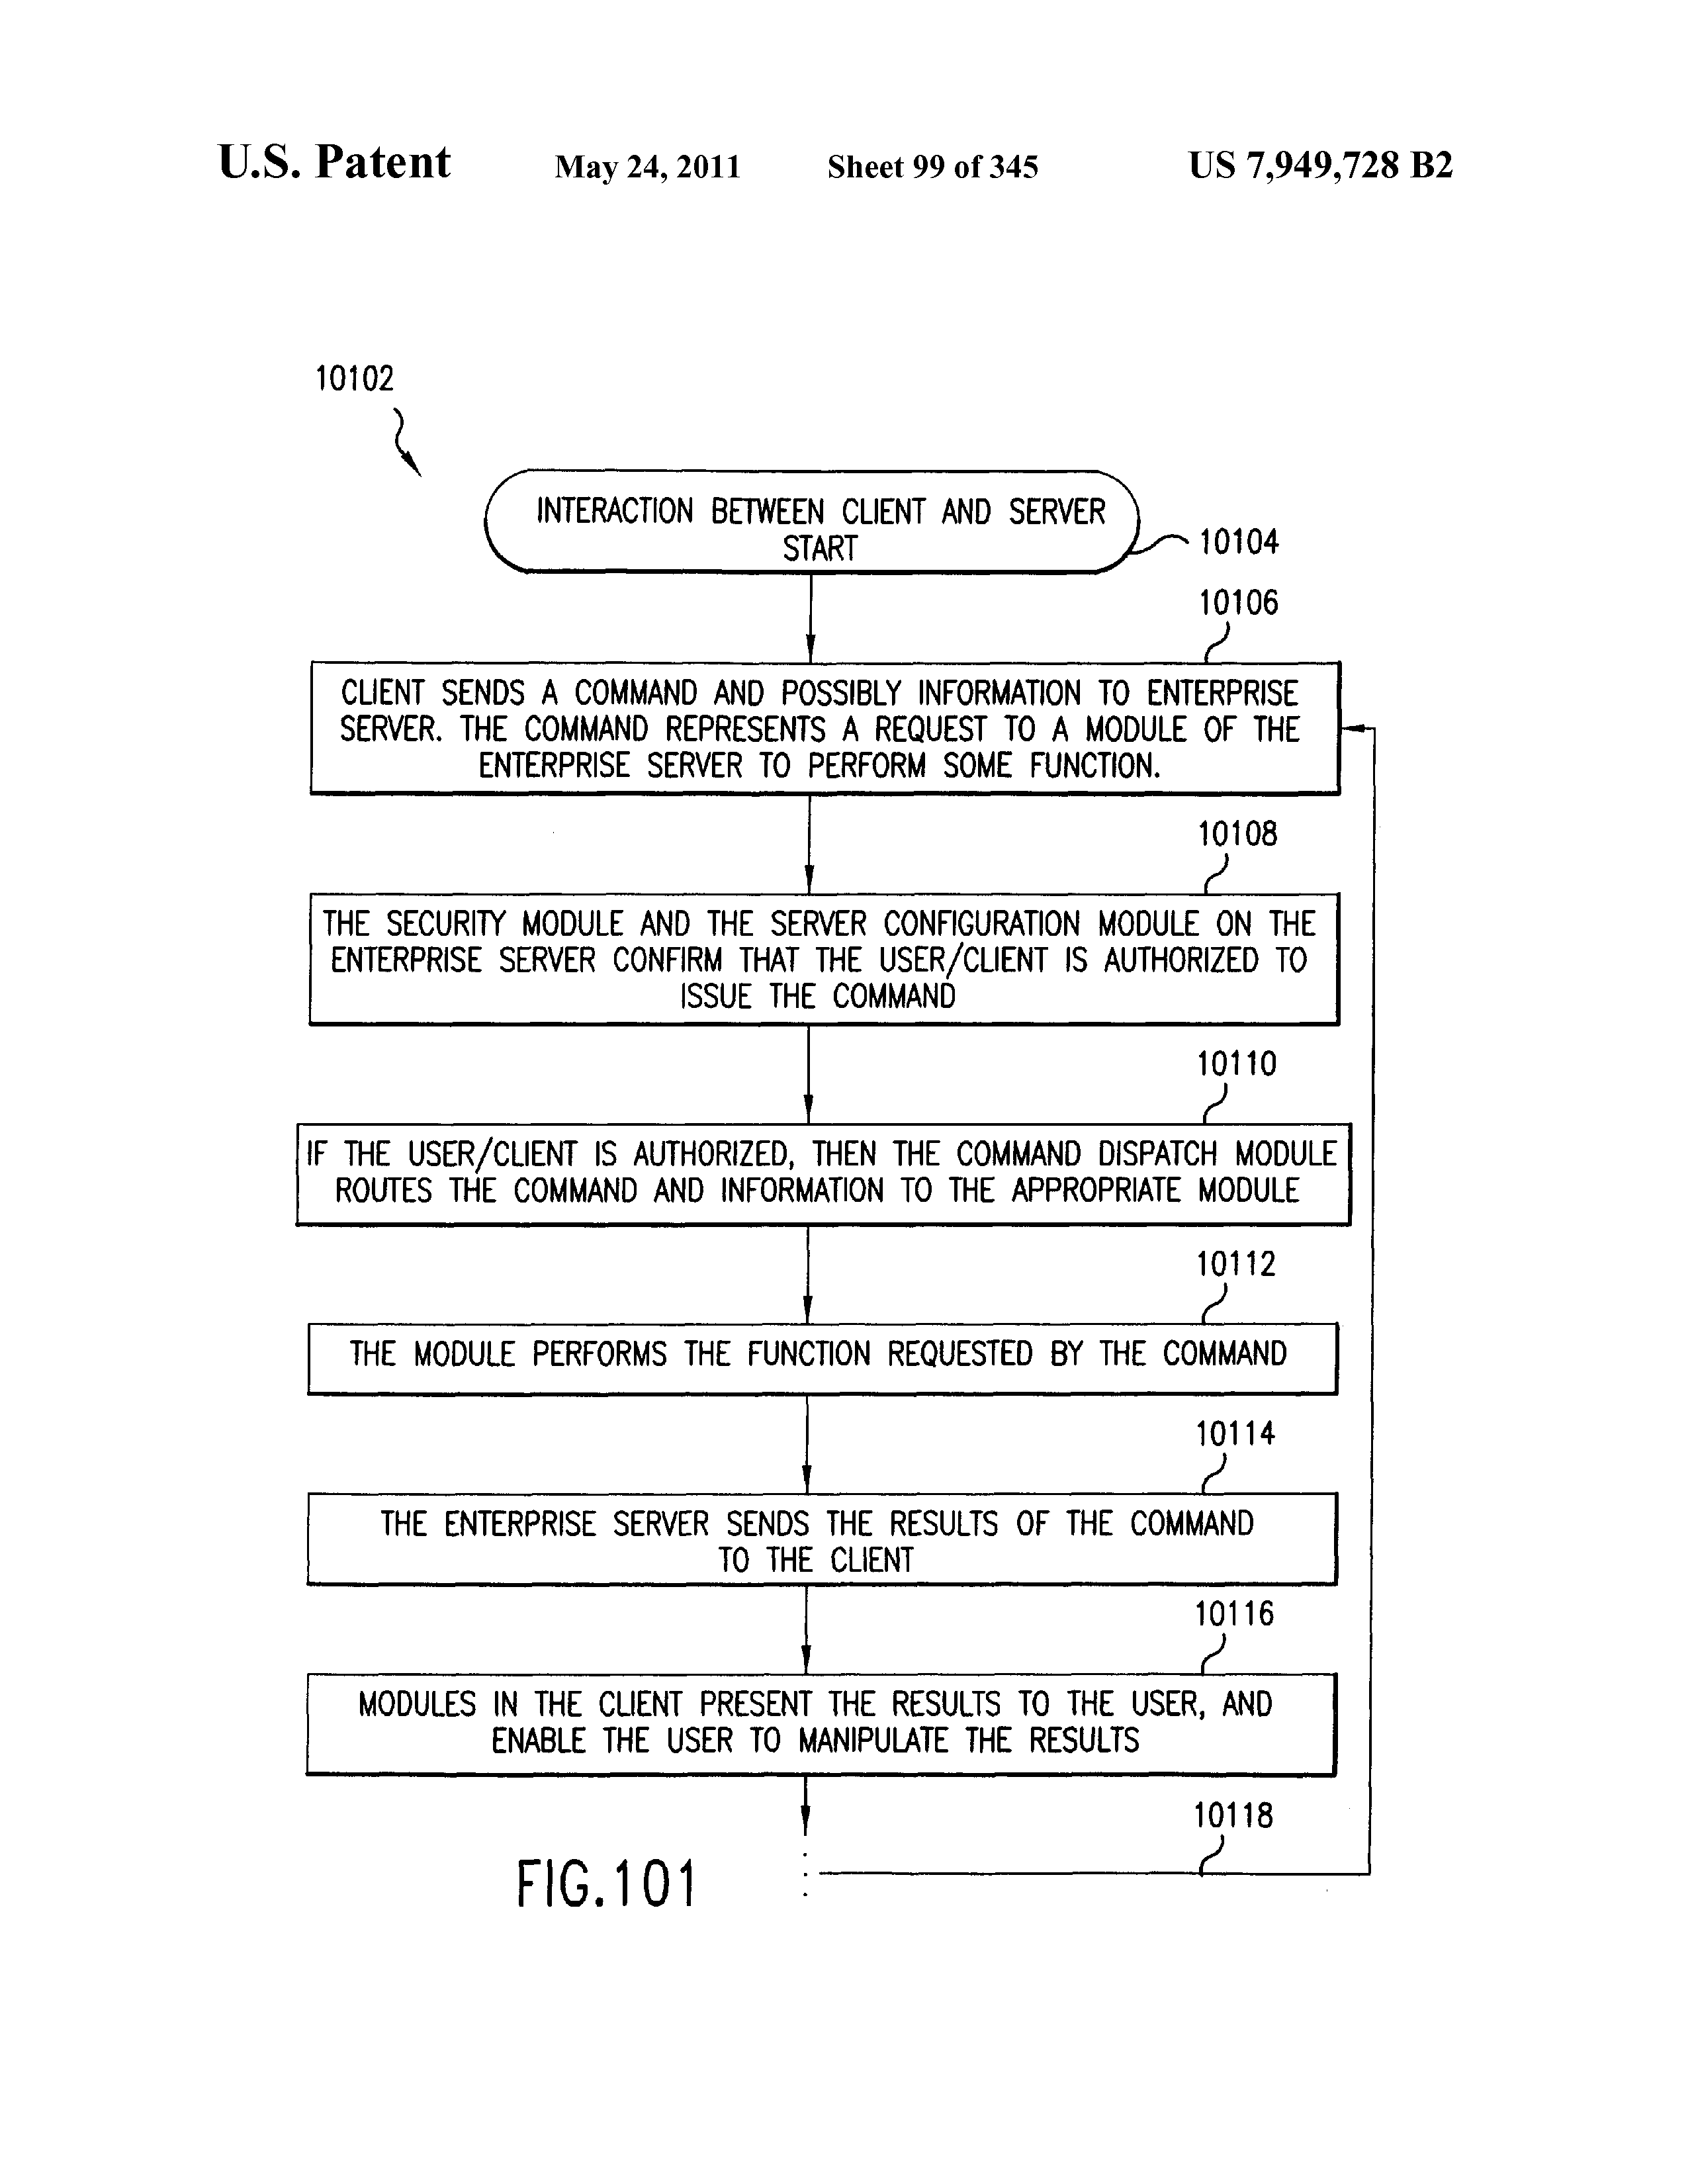 U.S. Patent May 24, 2011 Sheet 99 of 345 US 7,949,728 B2
10102
INTERACTION BETWEEN CLIENT AND SERVER
START
10104
10106
CLIENT SENDS A COMMAND AND POSSIBLY INFORMATION TO ENTERPRISE
SERVER. THE COMMAND REPRESENTS A REQUEST TO A MODULE OF THE
ENTERPRISE SERVER TO PERFORM SOME FUNCTION.
10108
THE SECURITY MODULE AND THE SERVER CONFIGURATION MODULE ON THE
ENTERPRISE SERVER CONFIRM THAT THE USER/CLIENT IS AUTHORIZED TO
ISSUE THE COMMAND
10110
IF THE USER/CLIENT IS AUTHORIZED, THEN THE COMMAND DISPATCH MODULE
ROUTES THE COMMAND AND INFORMATION TO THE APPROPRIATE MODULE
10112
THE MODULE PERFORMS THE FUNCTION REQUESTED BY THE COMMAND
10114
THE ENTERPRISE SERVER SENDS THE RESULTS OF THE COMMAND
TO THE CLIENT
10116
MODULES IN THE CLIENT PRESENT THE RESULTS TO THE USER, AND
ENABLE THE USER TO MANIPULATE THE RESULTS
10118
FIG.101